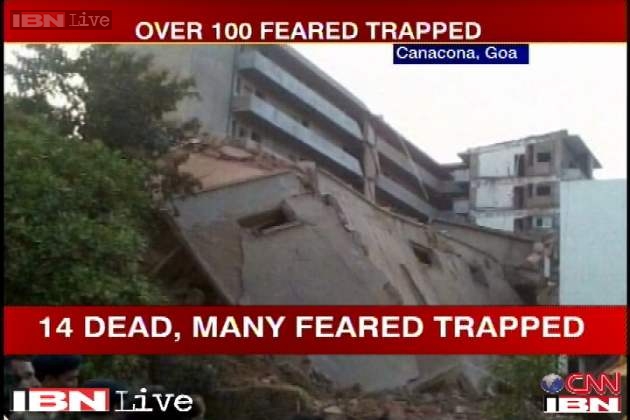 IBN Live
OVER 100 FEARED TRAPPED
Canacona, Goa
14 DEAD, MANY FEARED TRAPPED
IBN Live
CNN
IBN